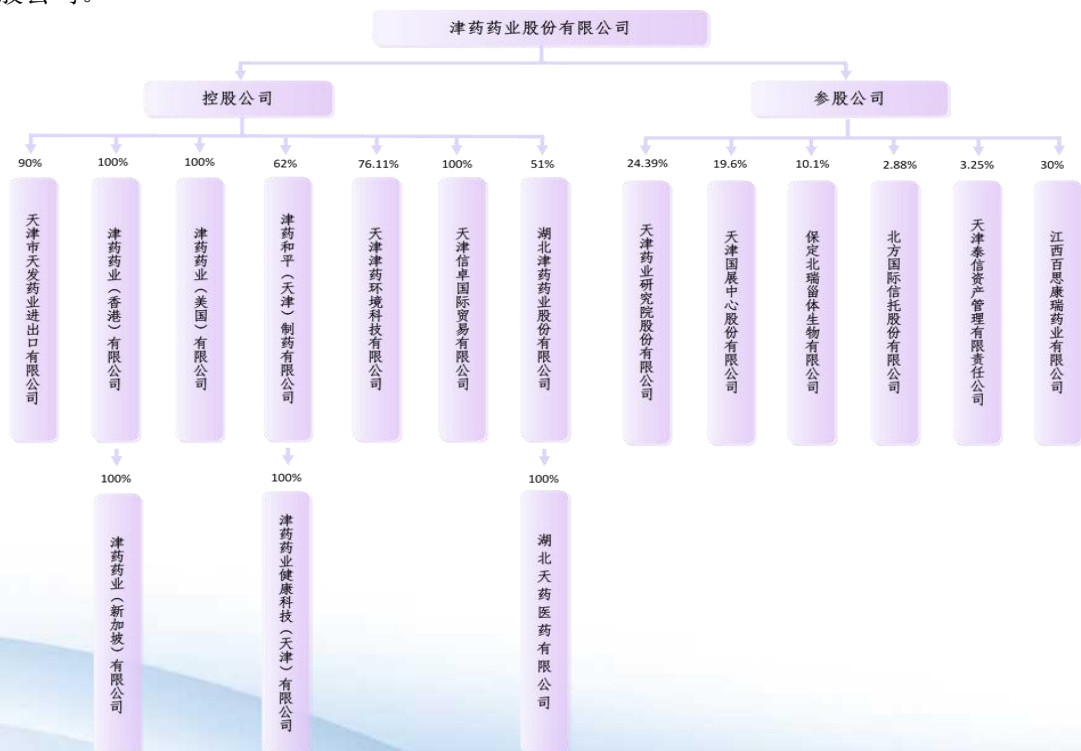 股公司。
津药药业股份有限公司
控股公司
参股公司
90%
100%
100%
62%
76.11%
100%
51%
24.39%
19.6%
10.1%
2.88%
3.25%
30%
天津市天发药业进出口有限公司
津药药业（香港）有限公司
津药药业（美国）有限公司
津药和平（天津）制药有限公司
天津津药环境科技有限公司
天津信卓国际贸易有限公司
湖北津药药业股份有限公司
天津药业研究院股份有限公司
天津国展中心股份有限公司
保定北瑞甾体生物有限公司
北方国际信托股份有限公司
天津泰信资产管理有限责任公司
江西百思康瑞药业有限公司
100%
100%
100%
津药药业（新加坡）有限公司
津药药业健康科技（天津）有限公司
湖北天药医药有限公司